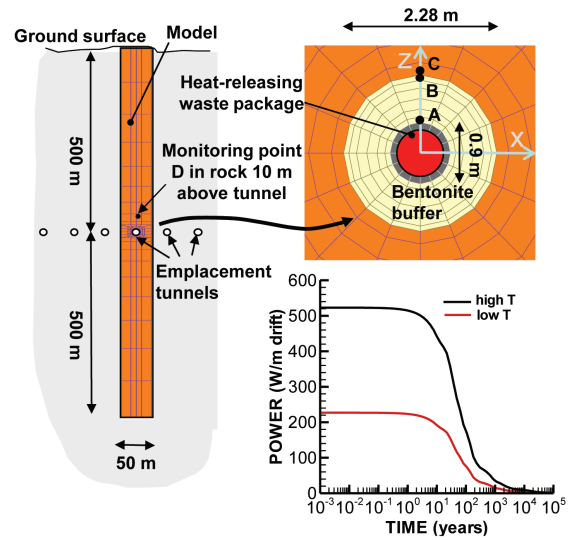 Ground surface
Model
500 m
Monitoring point
D in rock 10 m
above tunnel
Emplacement
tunnels
500 m
50 m
2.28 m
Z
C
B
Heat-releasing
waste package
A
X
0.9 m
Bentonite
buffer
600
500
400
300
200
100
0
POWER (W/m drift)
high T
low T
10⁻³ 10⁻² 10⁻¹ 10⁰ 10¹ 10² 10³ 10⁴ 10⁵
TIME (years)